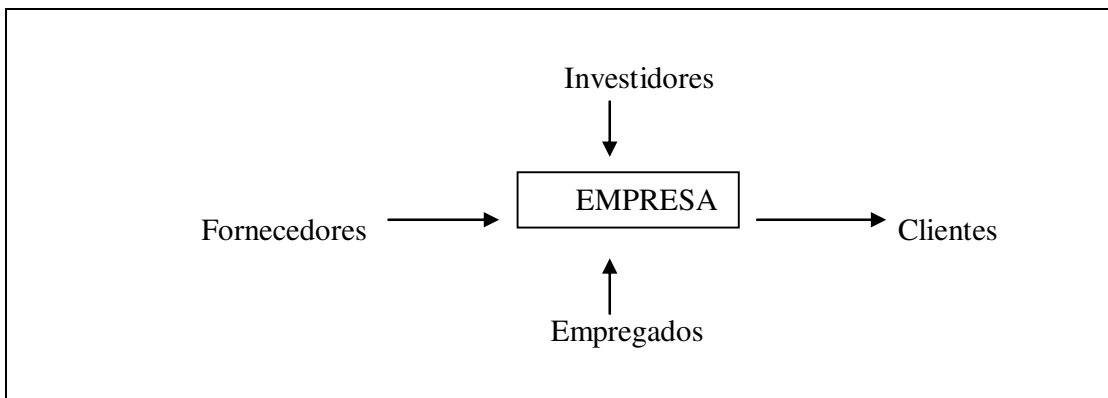 Investidores
EMPRESA
Fornecedores
Clientes
Empregados